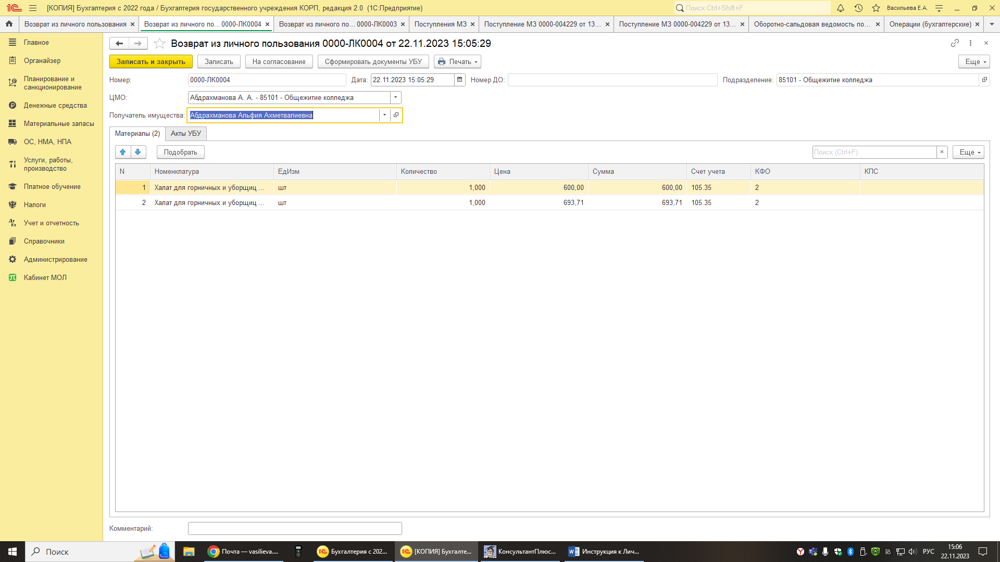 [КОПИЯ] Бухгалтерия с 2022 года / Бухгалтерия государственного учреждения КОРП, редакция 2.0 (1С:Предприятие)
Поиск Ctrl+Shift+F
Васильева Е.А.
Возврат из личного пользования
Возврат из личного по... 0000-ЛК0004
Возврат из личного по... 0000-ЛК0003
Поступления МЗ
Поступление МЗ 0000-004229 от 13...
Поступление МЗ 0000-004229 от 13...
Оборотно-сальдовая ведомость по...
Операции (бухгалтерские)
Главное
Органайзер
Планирование и
санкционирование
Денежные средства
Материальные запасы
ОС, НМА, НПА
Услуги, работы,
производство
Платное обучение
Налоги
Учет и отчетность
Справочники
Администрирование
Кабинет МОЛ
Возврат из личного пользования 0000-ЛК0004 от 22.11.2023 15:05:29
Записать и закрыть
Записать
На согласование
Сформировать документы УБУ
Печать
Еще
Номер: 0000-ЛК0004 Дата: 22.11.2023 15:05:29 Номер ДО: Подразделение: 85101 - Общежитие колледжа
ЦМО: Абдрахманова А. А. - 85101 - Общежитие колледжа
Получатель имущества: Абдрахманова Альфия Ахметвалиевна
Материалы (2) Акты УБУ
Подобрать
Поиск (Ctrl+F)
Еще
N Номенклатура ЕдИзм Количество Цена Сумма Счет учета КФО КПС
1 Халат для горничных и уборщиц ... шт 1,000 600,00 600,00 105.35 2
2 Халат для горничных и уборщиц ... шт 1,000 693,71 693,71 105.35 2
Комментарий:
Поиск
Почта — vasilieva....
Бухгалтерия с 202...
[КОПИЯ] Бухгалте...
КонсультантПлюс...
Инструкция к Лич...
РУС
15:06
22.11.2023